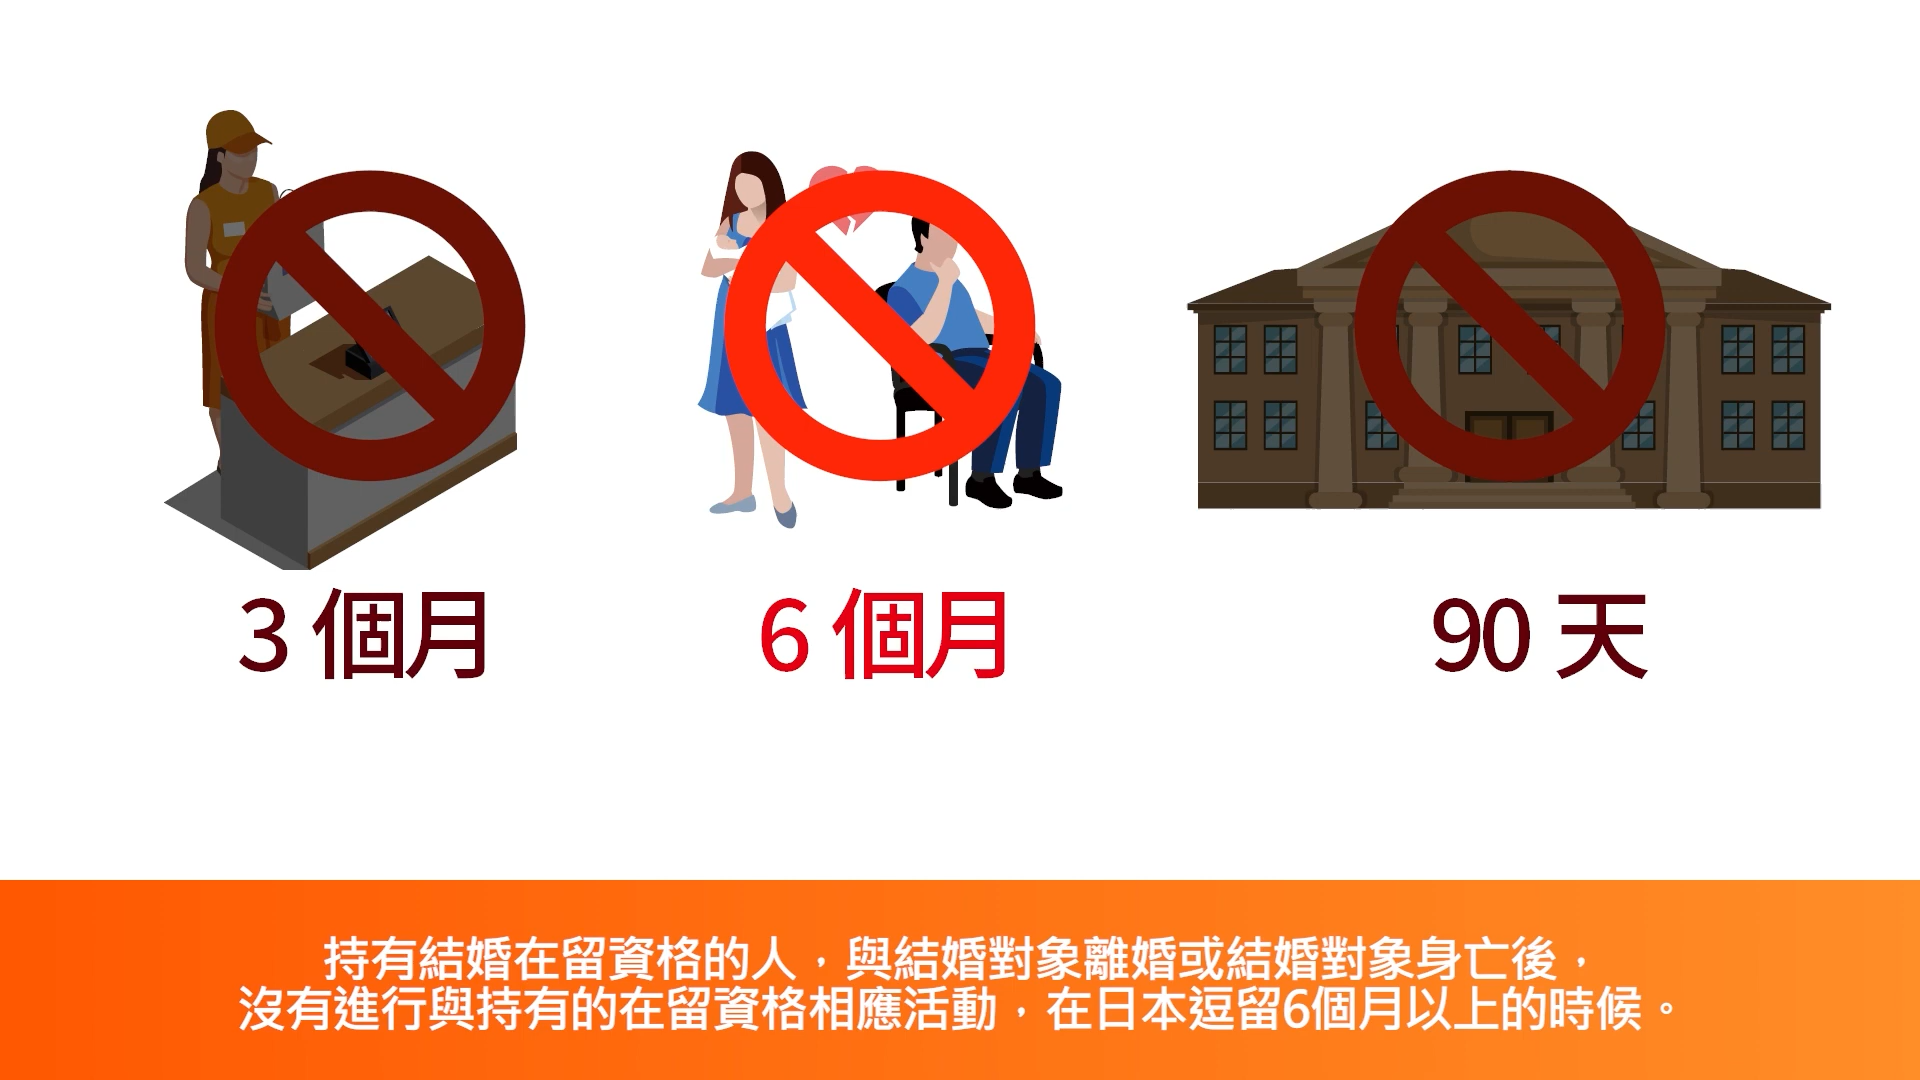 3 個月
6 個月
90 天
持有結婚在留資格的人，與結婚對象離婚或結婚對象身亡後，
沒有進行與持有的在留資格相應活動，在日本逗留6個月以上的時候。